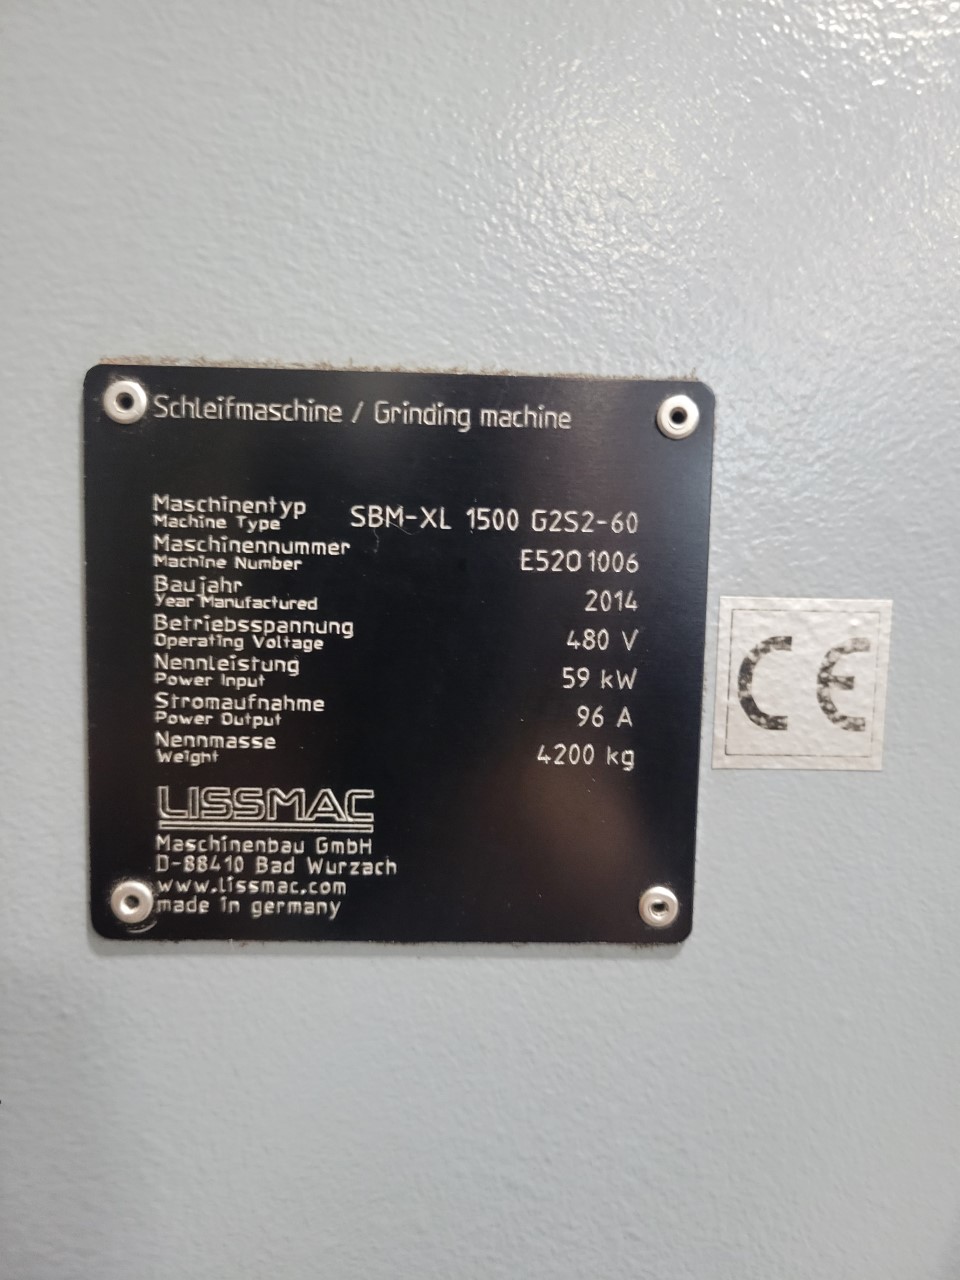 Schleifmaschine / Grinding machine
Maschinentyp
Machine Type SBM-XL 1500 G2S2-60
Maschinennummer
Machine Number E5201006
Baujahr
Year Manufactured 2014
Betriebsspannung
Operating Voltage 480 V
Nennleistung
Power Input 59 kW
Stromaufnahme
Power Output 96 A
Nennmasse
Weight 4200 kg
LISSMAC
Maschinenbau GmbH
D-88410 Bad Wurzach
www.lissmac.com
made in germany
CE